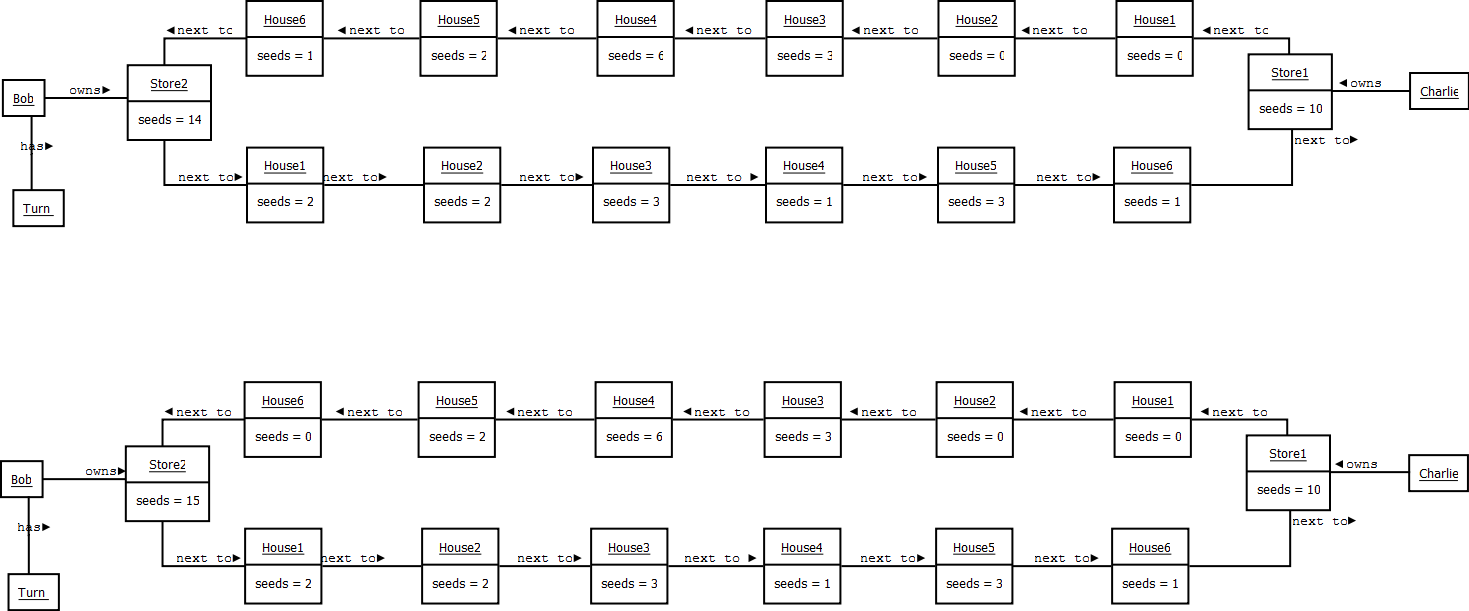 House6
House5
House4
House3
House2
House1
◄next to
◄next to
◄next to
◄next to
◄next to
◄next to
◄next to
seeds = 1
seeds = 2
seeds = 6
seeds = 3
seeds = 0
seeds = 0
Store1
seeds = 10
◄owns
Charlie
Store2
seeds = 14
Bob
owns►
has►
Turn
next to►
House1
House2
House3
House4
House5
House6
next to►
next to►
next to►
next to►
next to►
next to►
seeds = 2
seeds = 2
seeds = 3
seeds = 1
seeds = 3
seeds = 1
House6
House5
House4
House3
House2
House1
◄next to
◄next to
◄next to
◄next to
◄next to
◄next to
◄next to
seeds = 0
seeds = 2
seeds = 6
seeds = 3
seeds = 0
seeds = 0
Store1
seeds = 10
◄owns
Charlie
Store2
seeds = 15
Bob
owns►
has►
Turn
next to►
House1
House2
House3
House4
House5
House6
next to►
next to►
next to►
next to►
next to►
next to►
seeds = 2
seeds = 2
seeds = 3
seeds = 1
seeds = 3
seeds = 1